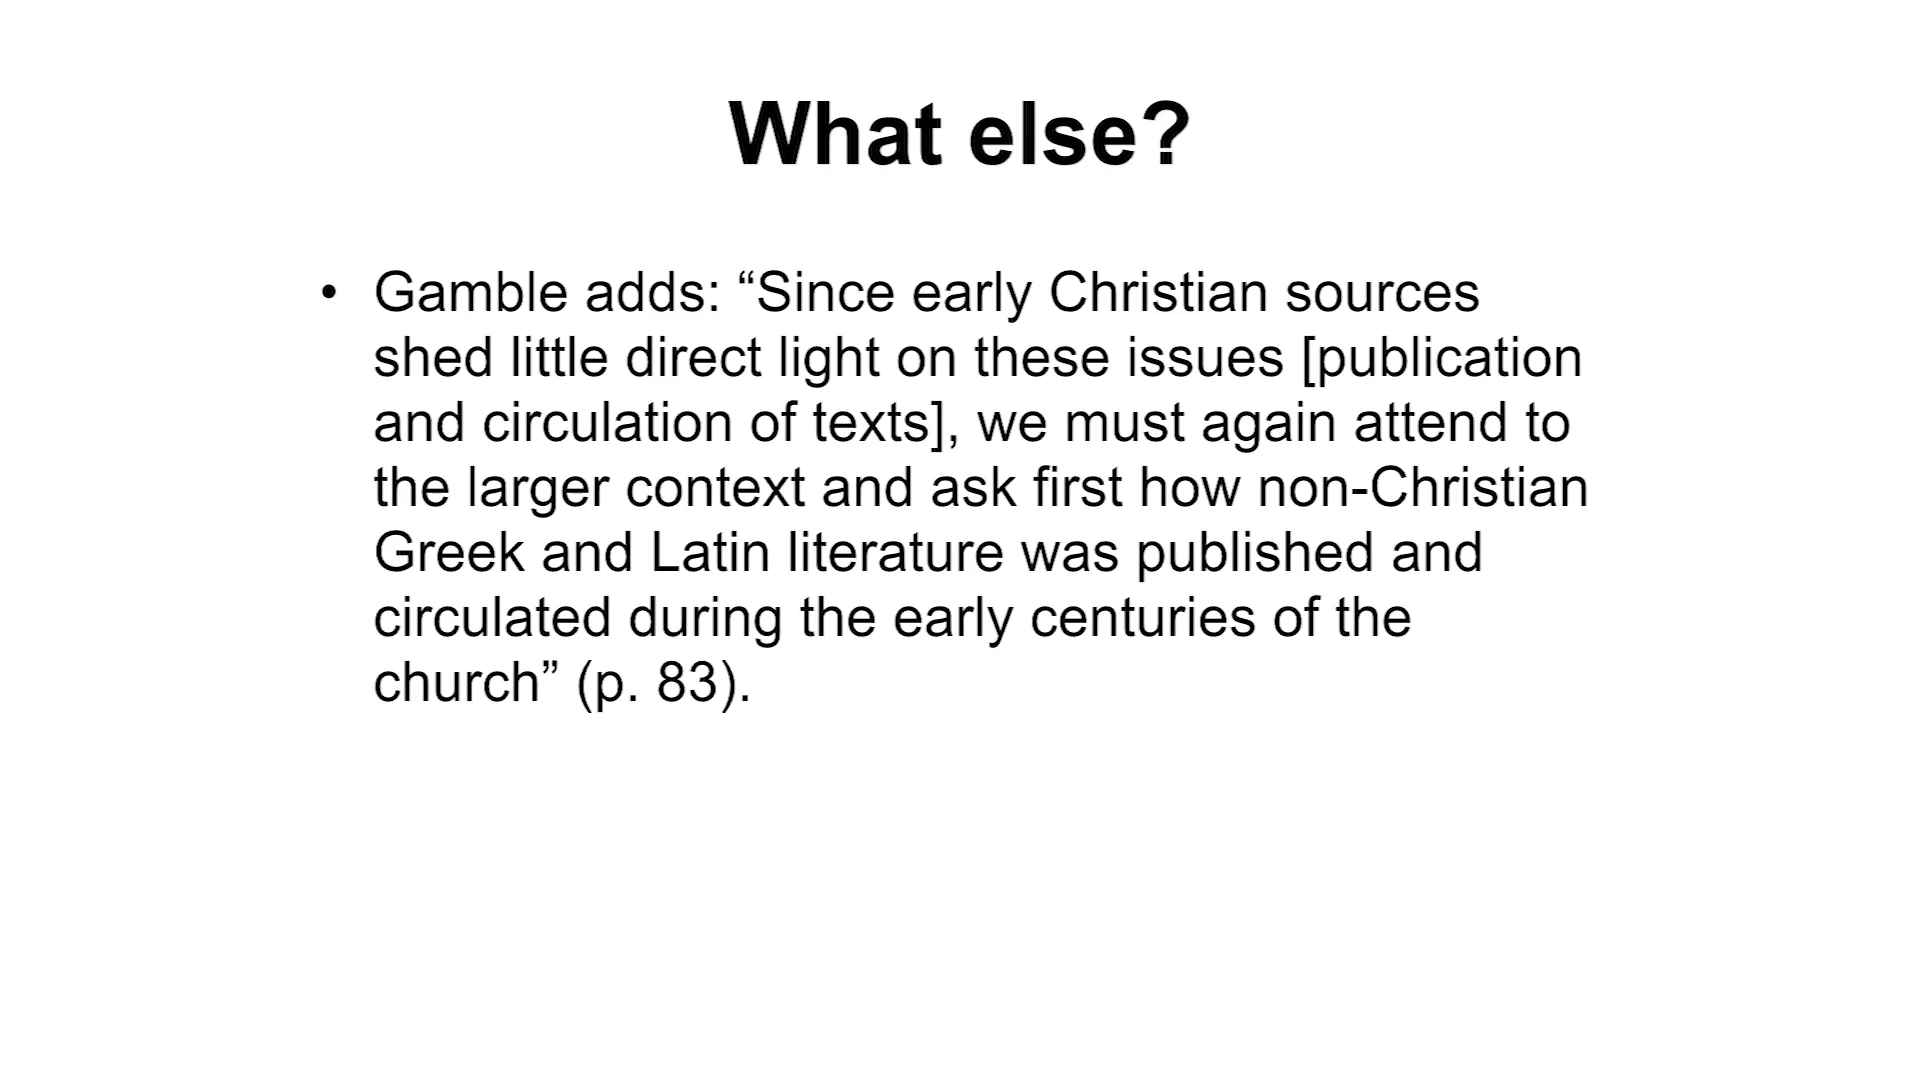 What else?
• Gamble adds: “Since early Christian sources
shed little direct light on these issues [publication
and circulation of texts], we must again attend to
the larger context and ask first how non-Christian
Greek and Latin literature was published and
circulated during the early centuries of the
church” (p. 83).